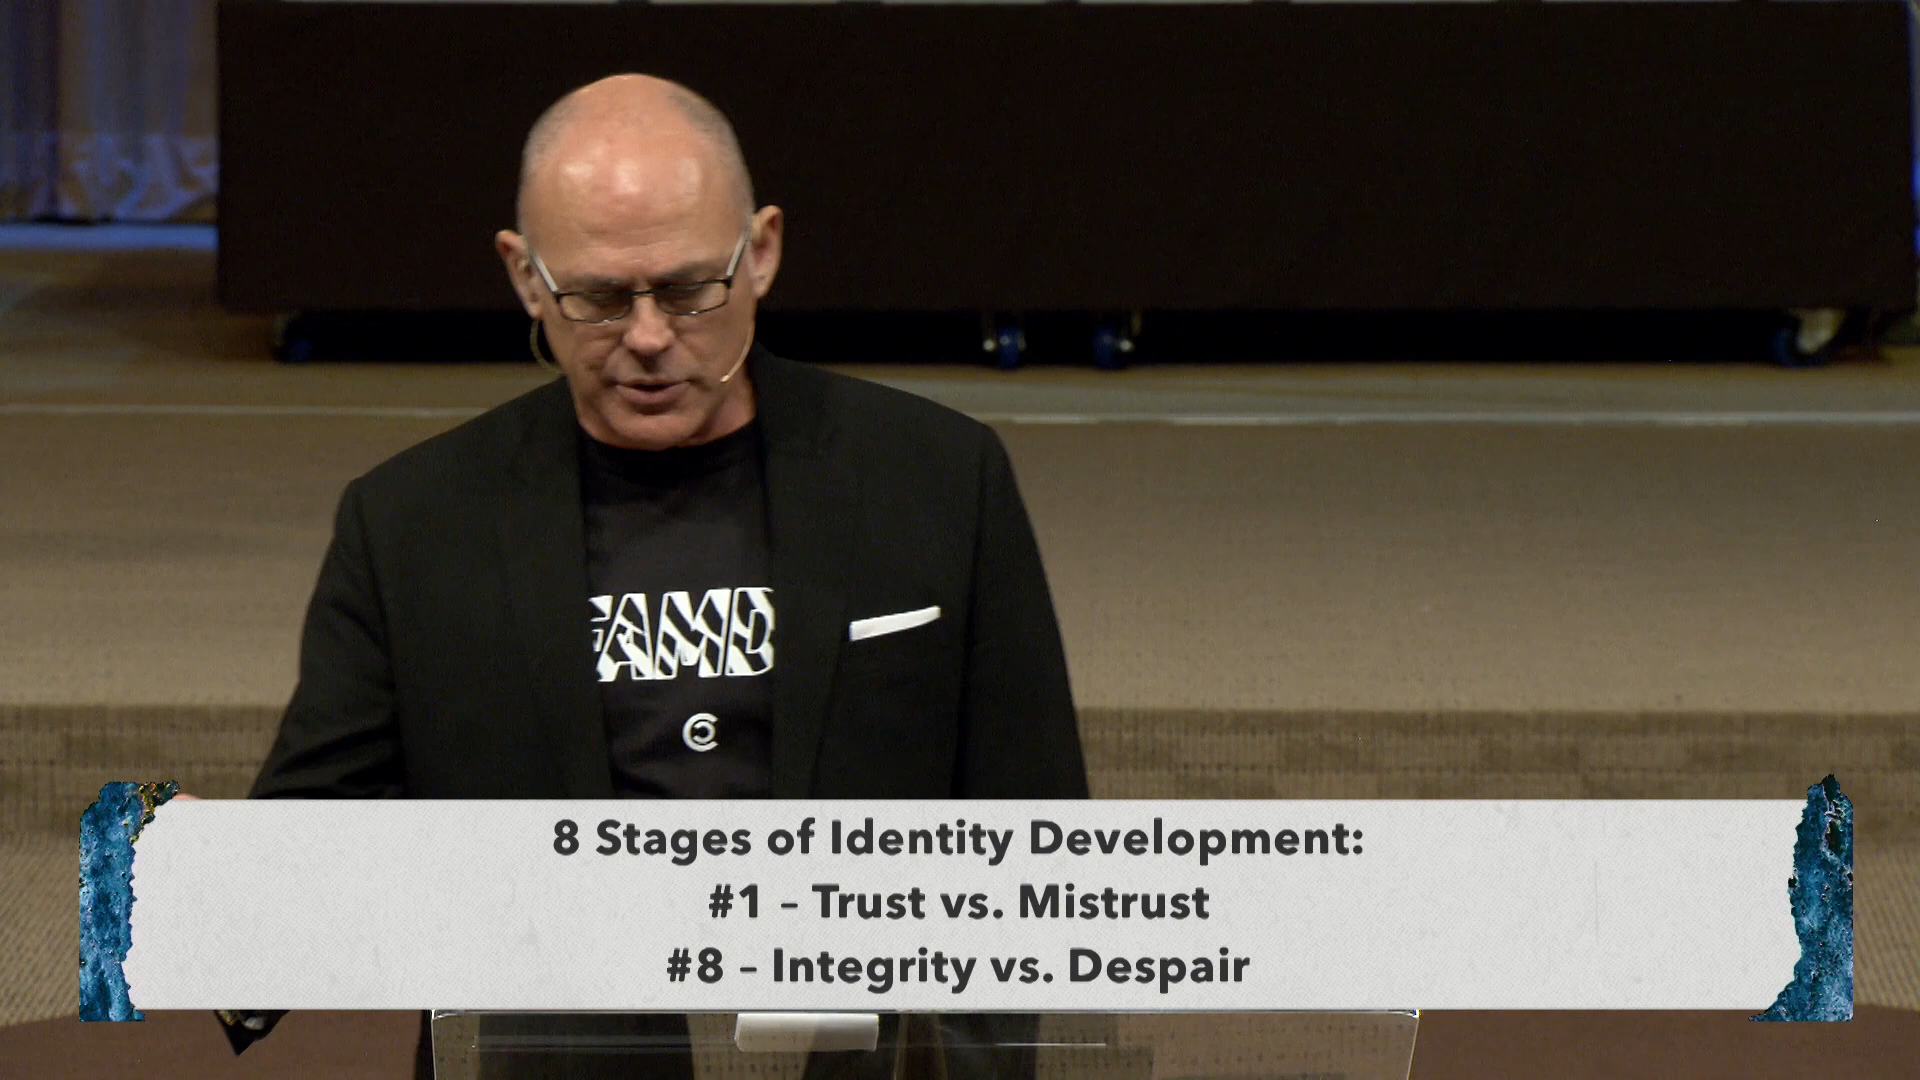 8 Stages of Identity Development:
#1 – Trust vs. Mistrust
#8 – Integrity vs. Despair